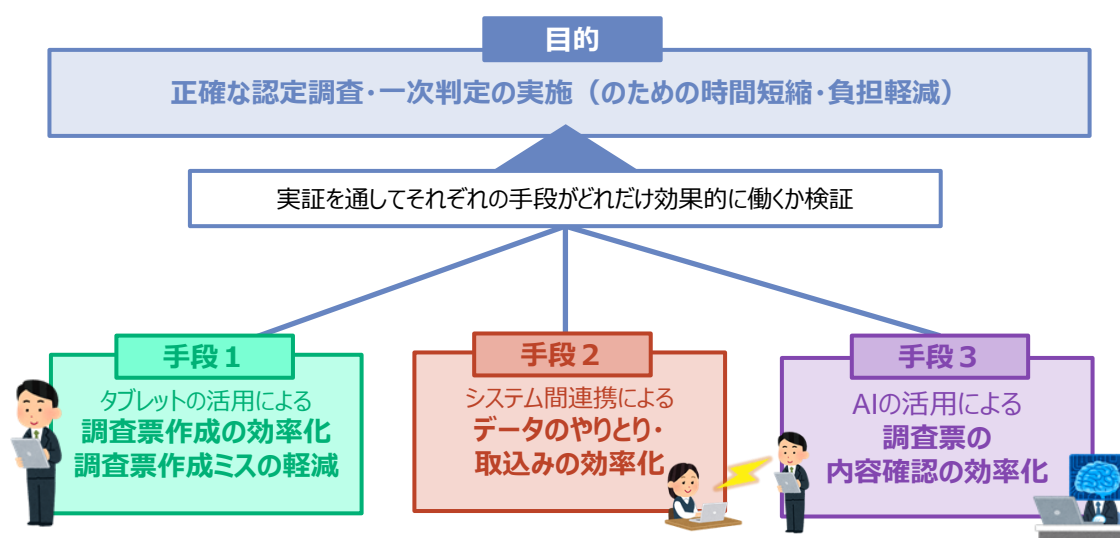 目的
正確な認定調査・一次判定の実施（のための時間短縮・負担軽減）
実証を通してそれぞれの手段がどれだけ効果的に働くか検証
手段１
タブレットの活用による
調査票作成の効率化
調査票作成ミスの軽減
手段２
システム間連携による
データのやりとり・
取込みの効率化
手段３
AIの活用による
調査票の
内容確認の効率化